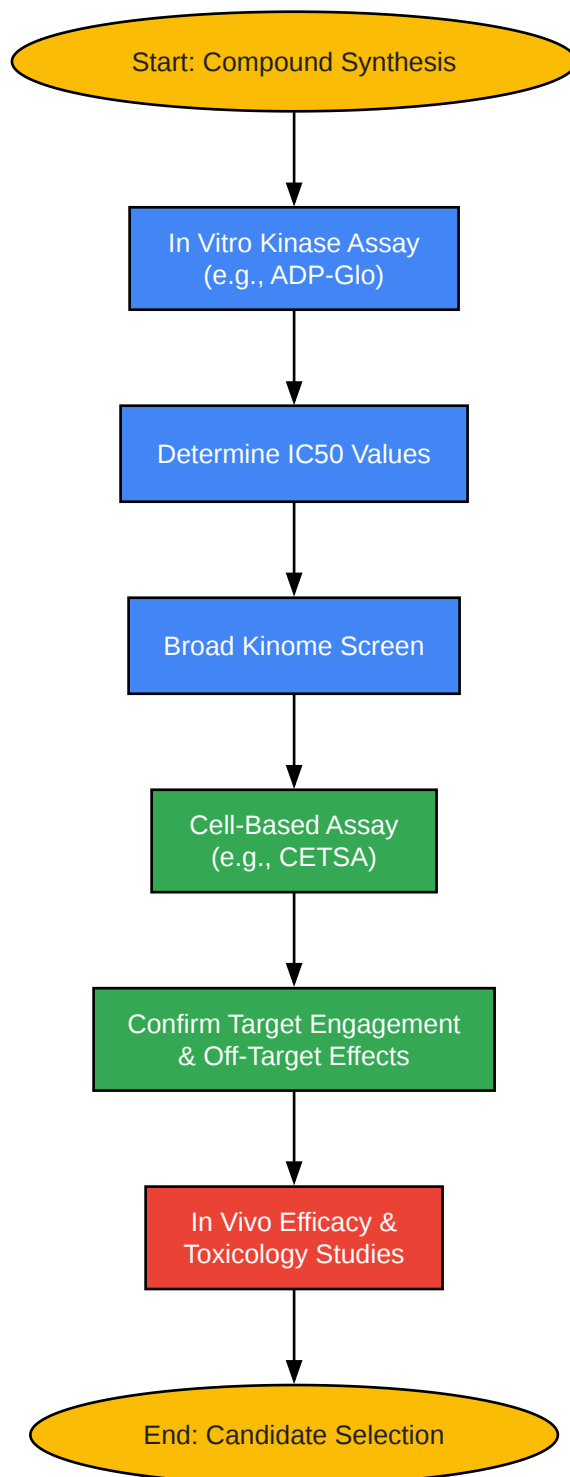 Start: Compound Synthesis
In Vitro Kinase Assay
(e.g., ADP-Glo)
Determine IC50 Values
Broad Kinome Screen
Cell-Based Assay
(e.g., CETSA)
Confirm Target Engagement
& Off-Target Effects
In Vivo Efficacy &
Toxicology Studies
End: Candidate Selection